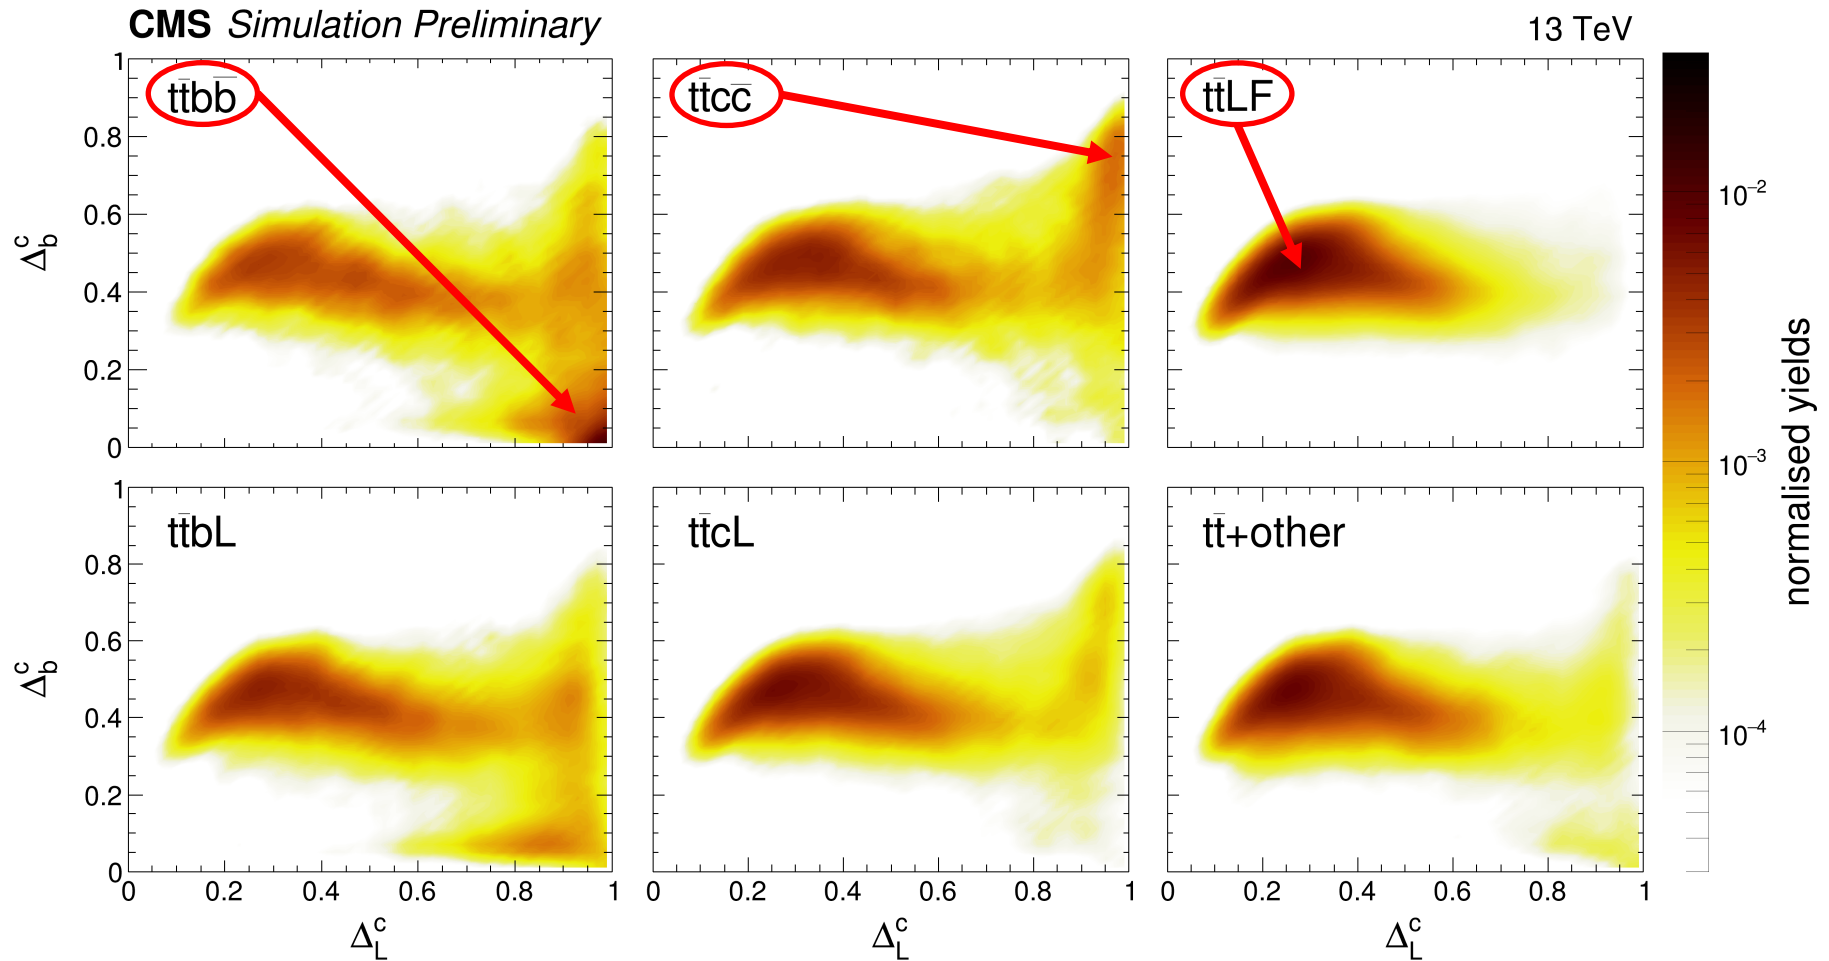 CMS Simulation Preliminary 13 TeV
tt̄bb̄ tt̄cc̄ tt̄LF
1
0.8
0.6
0.4
0.2
0
Δ_b^c
tt̄bL tt̄cL tt̄+other
1
0.8
0.6
0.4
0.2
0
Δ_b^c
0 0.2 0.4 0.6 0.8 1 0 0.2 0.4 0.6 0.8 1 0 0.2 0.4 0.6 0.8 1
Δ_L^c Δ_L^c Δ_L^c
10⁻²
10⁻³
10⁻⁴
normalised yields